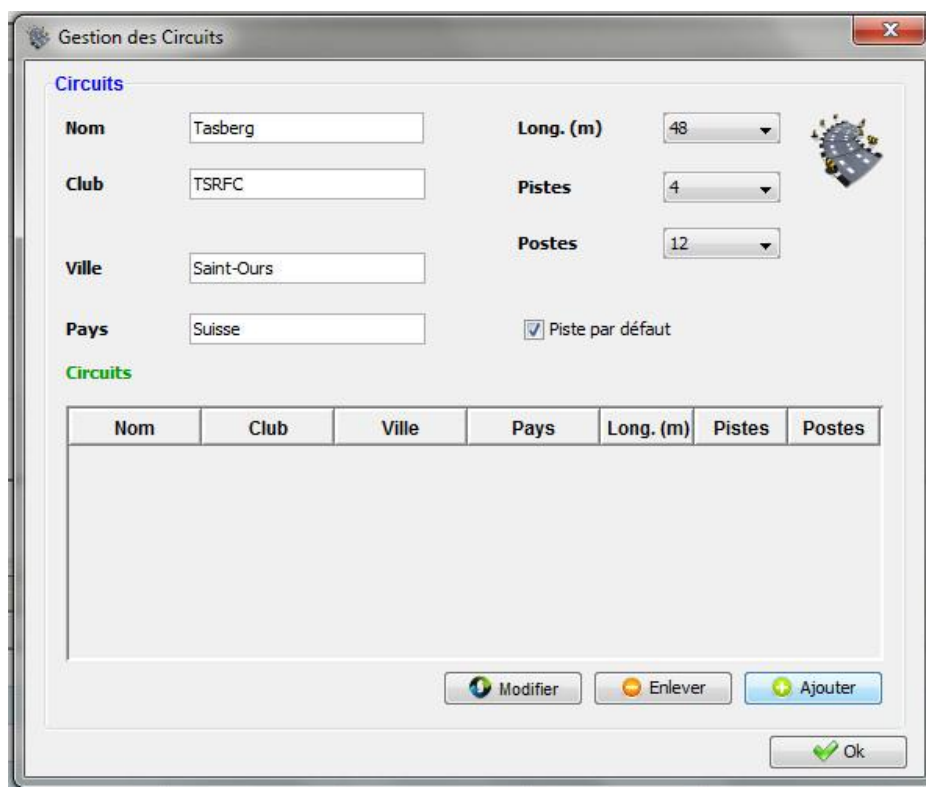 Gestion des Circuits
Circuits
Nom Tasberg Long. (m) 48
Club TSRFC Pistes 4
Postes 12
Ville Saint-Ours
Pays Suisse Piste par défaut
Circuits
Nom Club Ville Pays Long. (m) Pistes Postes
Modifier Enlever Ajouter
Ok